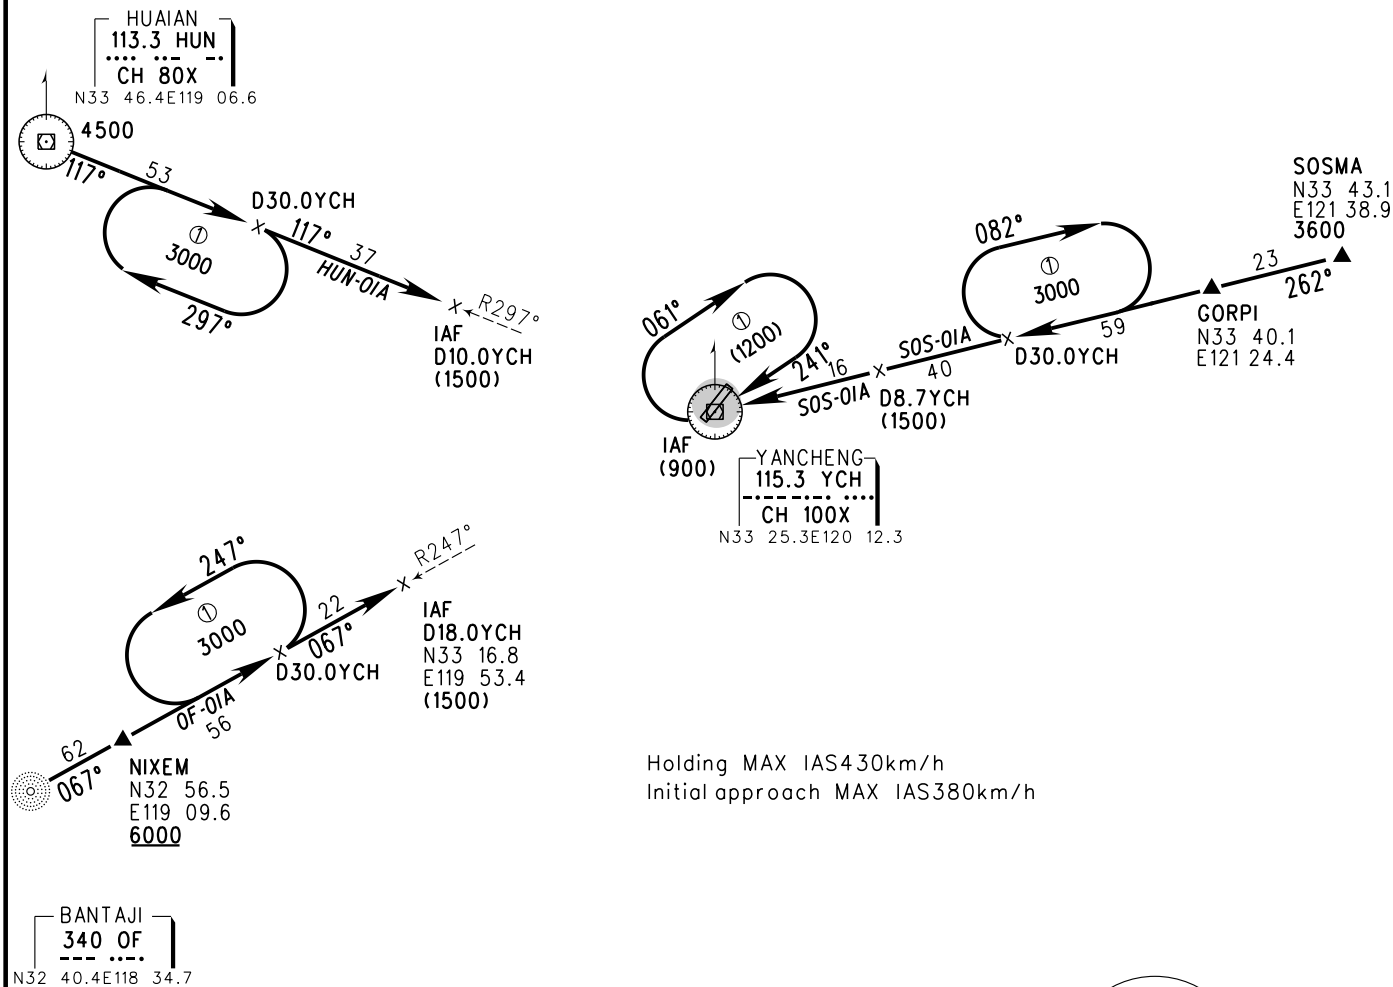 HUAIAN
113.3 HUN
CH 80X
N33 46.4E119 06.6
4500
117°
53
D30.0YCH
117°
37
HUN-01A
①
3000
297°
R297°
IAF
D10.0YCH
(1500)
SOSMA
N33 43.1
E121 38.9
3600
23
262°
GORPI
N33 40.1
E121 24.4
082°
①
3000
59
D30.0YCH
SOS-01A
40
061°
①
(1200)
241°
16
SOS-01A
D8.7YCH
(1500)
IAF
(900)
YANCHENG
115.3 YCH
CH 100X
N33 25.3E120 12.3
247°
①
3000
R247°
22
067°
D30.0YCH
IAF
D18.0YCH
N33 16.8
E119 53.4
(1500)
OF-01A
56
62
067°
NIXEM
N32 56.5
E119 09.6
6000
Holding MAX IAS430km/h
Initial approach MAX IAS380km/h
BANTAJI
340 OF
N32 40.4E118 34.7